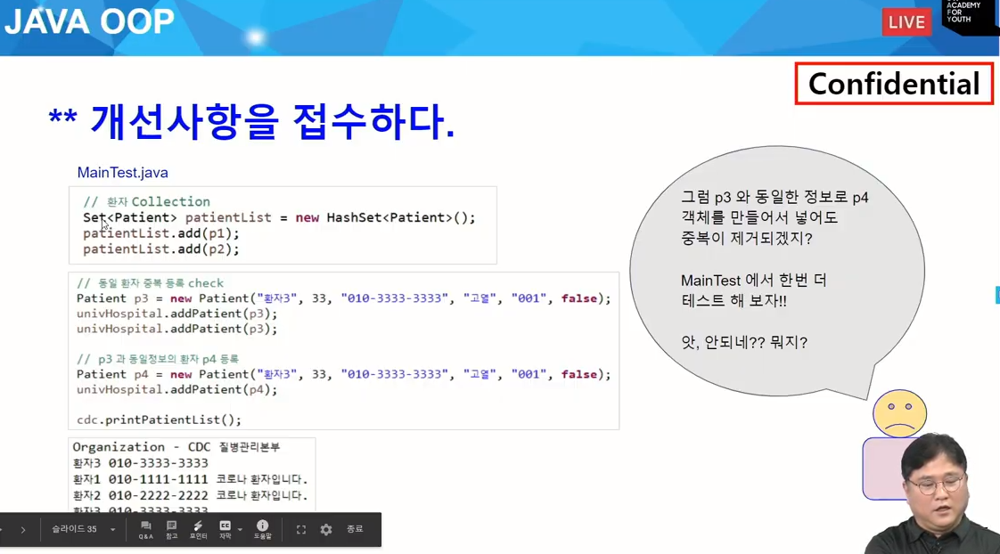 JAVA OOP
LIVE
ACADEMY
FOR
YOUTH
Confidential
** 개선사항을 접수하다.
MainTest.java
// 환자 Collection
Set<Patient> patientList = new HashSet<Patient>();
patientList.add(p1);
patientList.add(p2);
// 동일 환자 중복 등록 check
Patient p3 = new Patient("환자3", 33, "010-3333-3333", "고열", "001", false);
univHospital.addPatient(p3);
univHospital.addPatient(p3);
// p3 과 동일정보의 환자 p4 등록
Patient p4 = new Patient("환자3", 33, "010-3333-3333", "고열", "001", false);
univHospital.addPatient(p4);
cdc.printPatientList();
Organization - CDC 질병관리본부
환자3 010-3333-3333
환자1 010-1111-1111 코로나 환자입니다.
환자2 010-2222-2222 코로나 환자입니다.
환자3 010-3333-3333
그럼 p3 와 동일한 정보로 p4
객체를 만들어서 넣어도
중복이 제거되겠지?
MainTest 에서 한번 더
테스트 해 보자!!
앗, 안되네?? 뭐지?
슬라이드 35
Q&A
참고
포인터
자막
도움말
종료